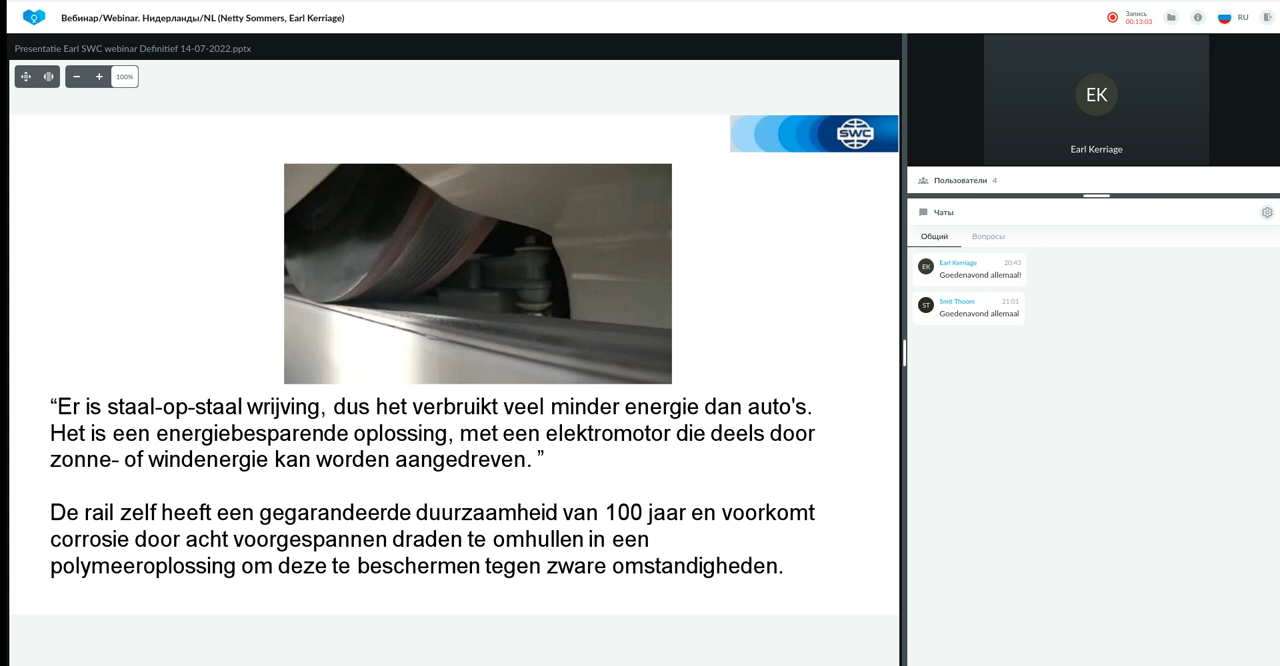 Вебинар/Webinar. Нидерланды/NL (Netty Sommers, Earl Kerriage)
Запись
00:13:03
RU
Presentatie Earl SWC webinar Definitief 14-07-2022.pptx
100%
SWC
“Er is staal-op-staal wrijving, dus het verbruikt veel minder energie dan auto's.
Het is een energiebesparende oplossing, met een elektromotor die deels door
zonne- of windenergie kan worden aangedreven. ”
De rail zelf heeft een gegarandeerde duurzaamheid van 100 jaar en voorkomt
corrosie door acht voorgespannen draden te omhullen in een
polymeeroplossing om deze te beschermen tegen zware omstandigheden.
EK
Earl Kerriage
Пользователи 4
Чаты
Общий Вопросы
EK Earl Kerriage 20:43
Goedenavond allemaal!
ST Smit Thoom 21:01
Goedenavond allemaal